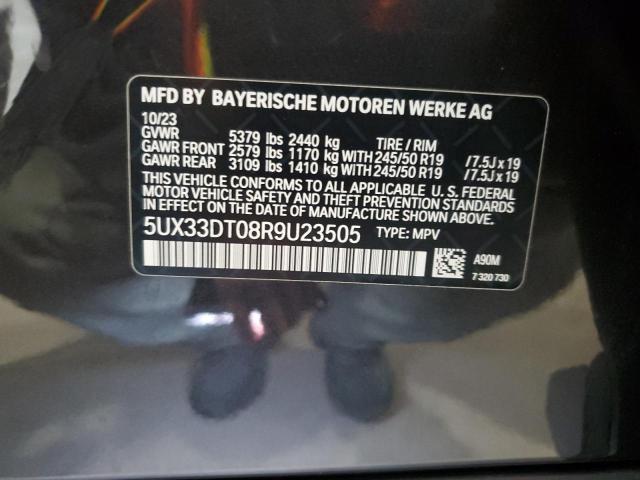 MFD BY BAYERISCHE MOTOREN WERKE AG
10/23
GVWR 5379 lbs 2440 kg TIRE / RIM
GAWR FRONT 2579 lbs 1170 kg WITH 245/50 R19 /7.5J x 19
GAWR REAR 3109 lbs 1410 kg WITH 245/50 R19 /7.5J x 19
THIS VEHICLE CONFORMS TO ALL APPLICABLE U. S. FEDERAL
MOTOR VEHICLE SAFETY AND THEFT PREVENTION STANDARDS
IN EFFECT ON THE DATE OF MANUFACTURE SHOWN ABOVE.
5UX33DT08R9U23505 TYPE: MPV
A90M
7 320 730